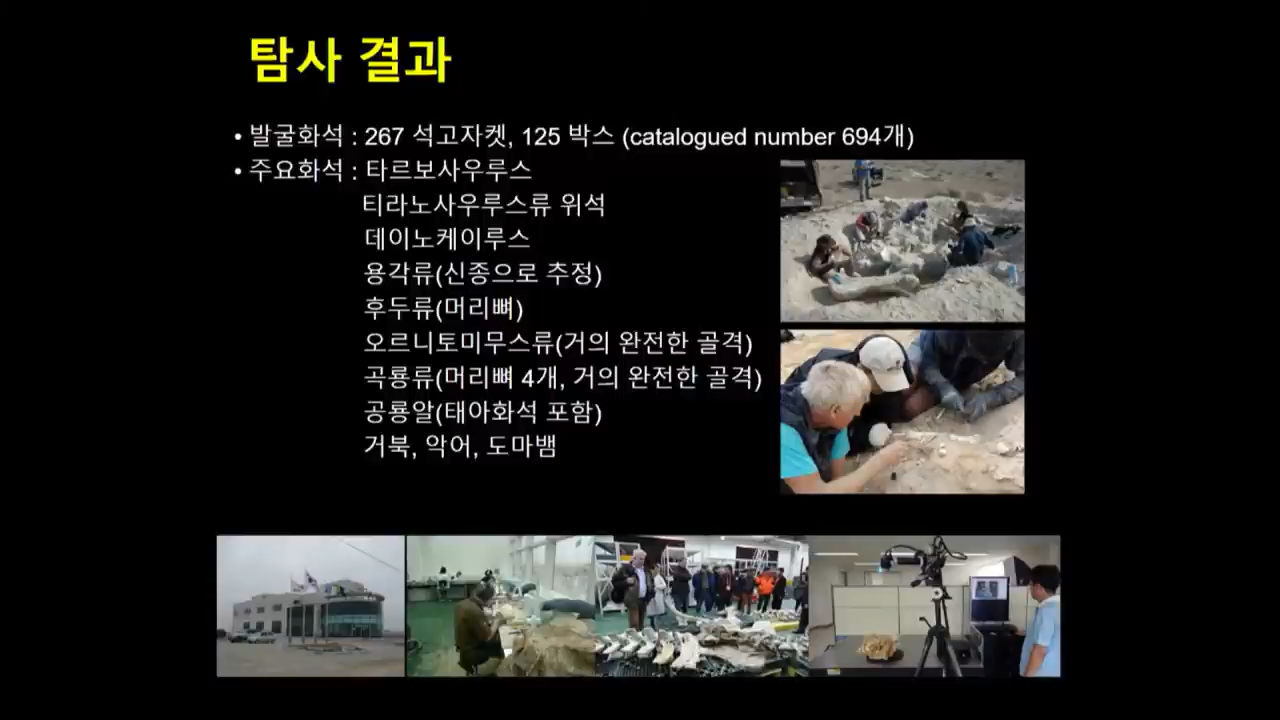 탐사 결과
• 발굴화석 : 267 석고자켓, 125 박스 (catalogued number 694개)
• 주요화석 : 타르보사우루스
티라노사우루스류 위석
데이노케이루스
용각류(신종으로 추정)
후두류(머리뼈)
오르니토미무스류(거의 완전한 골격)
곡룡류(머리뼈 4개, 거의 완전한 골격)
공룡알(태아화석 포함)
거북, 악어, 도마뱀